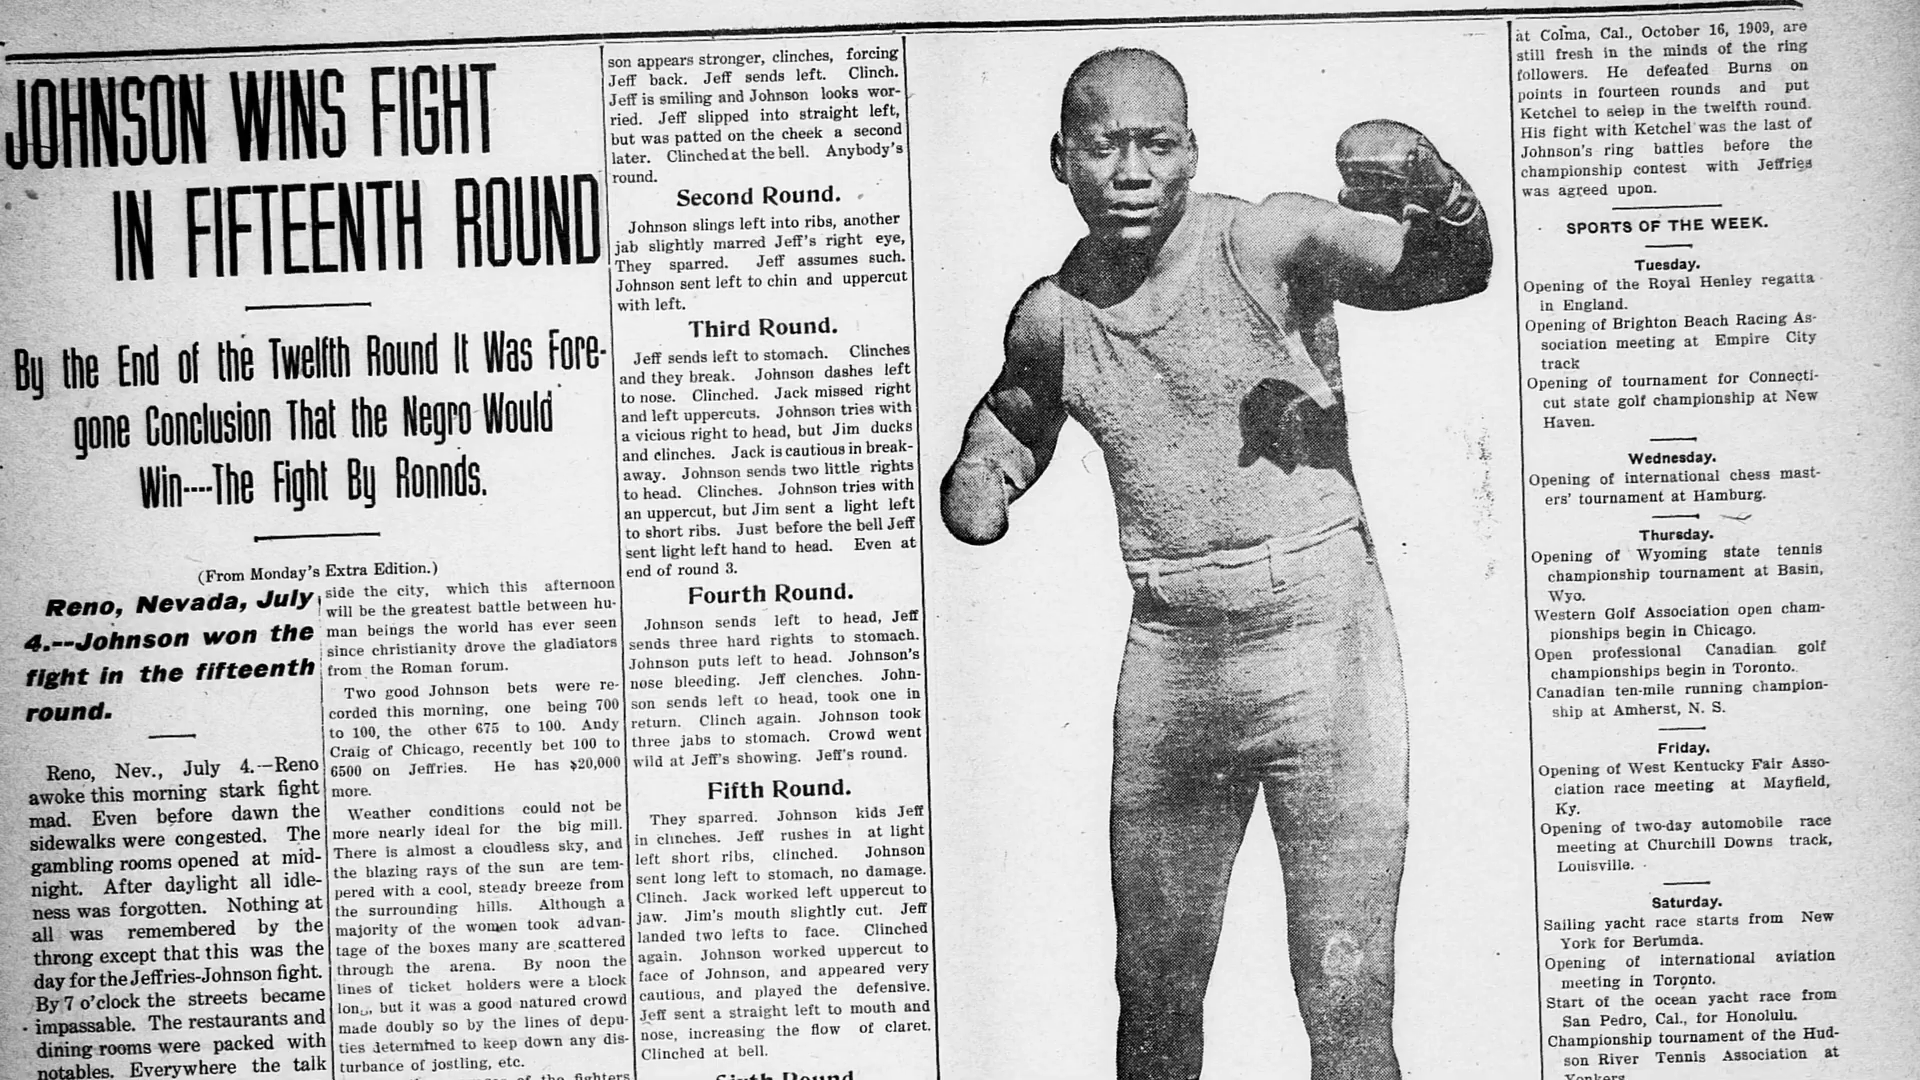 JOHNSON WINS FIGHT
IN FIFTEENTH ROUND
By the End of the Twelfth Round It Was Fore-
gone Conclusion That the Negro Would
Win----The Fight By Ronnds.
(From Monday's Extra Edition.)
Reno, Nevada, July
4.--Johnson won the
fight in the fifteenth
round.
Reno, Nev., July 4.—Reno
awoke this morning stark fight
mad. Even before dawn the
sidewalks were congested. The
gambling rooms opened at mid-
night. After daylight all idle-
ness was forgotten. Nothing at
all was remembered by the
throng except that this was the
day for the Jeffries-Johnson fight.
By 7 o'clock the streets became
impassable. The restaurants and
dining rooms were packed with
notables. Everywhere the talk
side the city, which this afternoon
will be the greatest battle between hu-
man beings the world has ever seen
since christianity drove the gladiators
from the Roman forum.
Two good Johnson bets were re-
corded this morning, one being 700
to 100, the other 675 to 100. Andy
Craig of Chicago, recently bet 100 to
6500 on Jeffries. He has $20,000
more.
Weather conditions could not be
more nearly ideal for the big mill.
There is almost a cloudless sky, and
the blazing rays of the sun are tem-
pered with a cool, steady breeze from
the surrounding hills. Although a
majority of the women took advan-
tage of the boxes many are scattered
through the arena. By noon the
lines of ticket holders were a block
but it was a good natured crowd
made doubly so by the lines of depu-
ties determined to keep down any dis-
turbance of jostling, etc.
of the fighters
son appears stronger, clinches, forcing
Jeff back. Jeff sends left. Clinch.
Jeff is smiling and Johnson looks wor-
ried. Jeff slipped into straight left,
but was patted on the cheek a second
later. Clinched at the bell. Anybody's
round.
Second Round.
Johnson slings left into ribs, another
jab slightly marred Jeff's right eye,
They sparred. Jeff assumes such.
Johnson sent left to chin and uppercut
with left.
Third Round.
Jeff sends left to stomach. Clinches
and they break. Johnson dashes left
to nose. Clinched. Jack missed right
and left uppercuts. Johnson tries with
a vicious right to head, but Jim ducks
and clinches. Jack is cautious in break-
away. Johnson sends two little rights
to head. Clinches. Johnson tries with
an uppercut, but Jim sent a light left
to short ribs. Just before the bell Jeff
sent light left hand to head. Even at
end of round 3.
Fourth Round.
Johnson sends left to head, Jeff
sends three hard rights to stomach.
Johnson puts left to head. Johnson's
nose bleeding. Jeff clenches. John-
son sends left to head, took one in
return. Clinch again. Johnson took
three jabs to stomach. Crowd went
wild at Jeff's showing. Jeff's round.
Fifth Round.
They sparred. Johnson kids Jeff
in clinches. Jeff rushes in at light
left short ribs, clinched. Johnson
sent long left to stomach, no damage.
Clinch. Jack worked left uppercut to
jaw. Jim's mouth slightly cut. Jeff
landed two lefts to face. Clinched
again. Johnson worked uppercut to
face of Johnson, and appeared very
cautious, and played the defensive.
Jeff sent a straight left to mouth and
nose, increasing the flow of claret.
Clinched at bell.
Sixth Round
at Colma, Cal., October 16, 1909, are
still fresh in the minds of the ring
followers. He defeated Burns on
points in fourteen rounds and put
Ketchel to selep in the twelfth round.
His fight with Ketchel was the last of
Johnson's ring battles before the
championship contest with Jeffries
was agreed upon.
SPORTS OF THE WEEK.
Tuesday.
Opening of the Royal Henley regatta
in England.
Opening of Brighton Beach Racing As-
sociation meeting at Empire City
track
Opening of tournament for Connecti-
cut state golf championship at New
Haven.
Wednesday.
Opening of international chess mast-
ers' tournament at Hamburg.
Thursday.
Opening of Wyoming state tennis
championship tournament at Basin,
Wyo.
Western Golf Association open cham-
pionships begin in Chicago.
Open professional Canadian golf
championships begin in Toronto.
Canadian ten-mile running champion-
ship at Amherst, N. S.
Friday.
Opening of West Kentucky Fair Asso-
ciation race meeting at Mayfield,
Ky.
Opening of two-day automobile race
meeting at Churchill Downs track,
Louisville.
Saturday.
Sailing yacht race starts from New
York for Bermuda.
Opening of international aviation
meeting in Toronto.
Start of the ocean yacht race from
San Pedro, Cal., for Honolulu.
Championship tournament of the Hud-
son River Tennis Association at
Yonkers